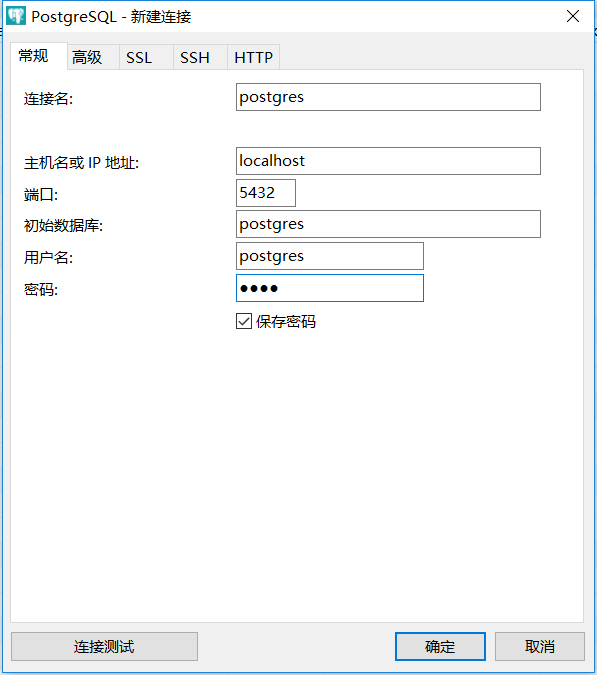 PostgreSQL - 新建连接
常规 高级 SSL SSH HTTP
连接名: postgres
主机名或 IP 地址: localhost
端口: 5432
初始数据库: postgres
用户名: postgres
密码: ●●●●
保存密码
连接测试 确定 取消